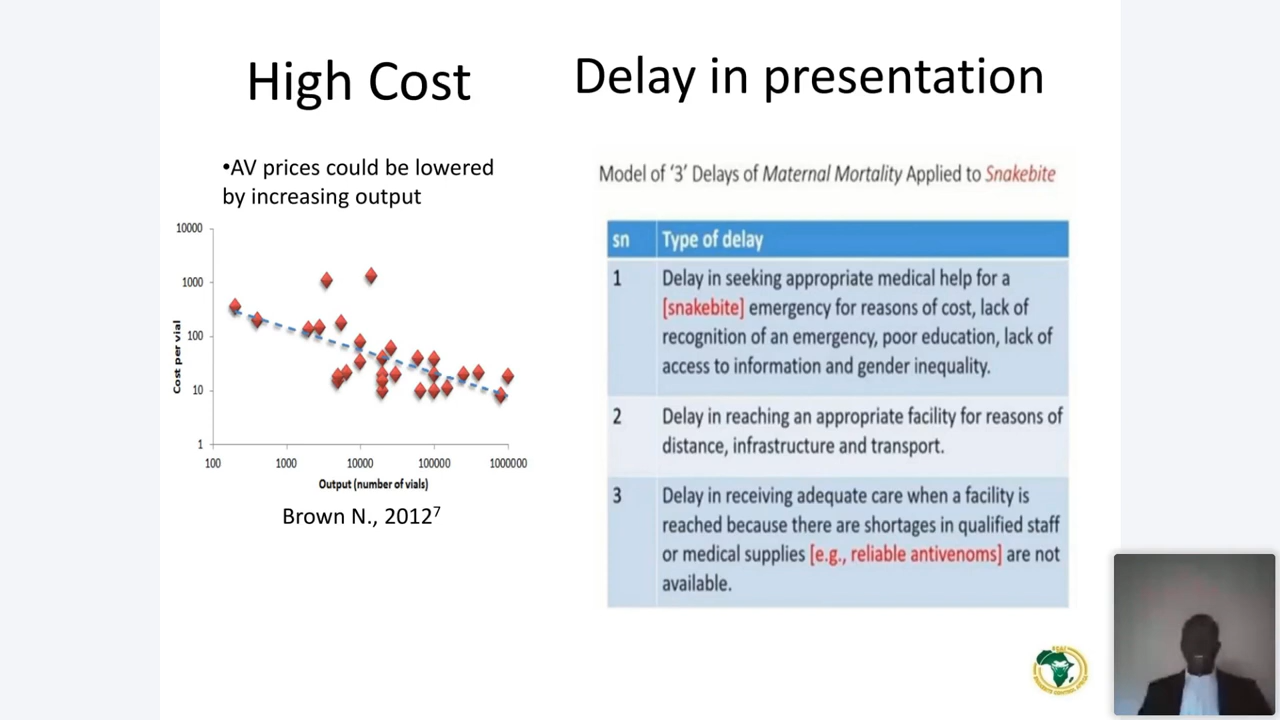 High Cost
Delay in presentation
•AV prices could be lowered
by increasing output
10000
1000
100
10
1
Cost per vial
100
1000
10000
100000
1000000
Output (number of vials)
Brown N., 2012⁷
Model of ‘3’ Delays of Maternal Mortality Applied to Snakebite
sn Type of delay
1 Delay in seeking appropriate medical help for a
[snakebite] emergency for reasons of cost, lack of
recognition of an emergency, poor education, lack of
access to information and gender inequality.
2 Delay in reaching an appropriate facility for reasons of
distance, infrastructure and transport.
3 Delay in receiving adequate care when a facility is
reached because there are shortages in qualified staff
or medical supplies [e.g., reliable antivenoms] are not
available.